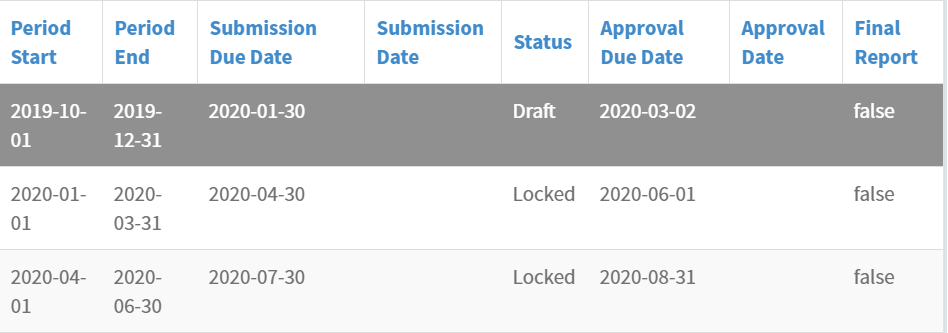 Period Start
Period End
Submission Due Date
Submission Date
Status
Approval Due Date
Approval Date
Final Report
2019-10-01
2019-12-31
2020-01-30
Draft
2020-03-02
false
2020-01-01
2020-03-31
2020-04-30
Locked
2020-06-01
false
2020-04-01
2020-06-30
2020-07-30
Locked
2020-08-31
false